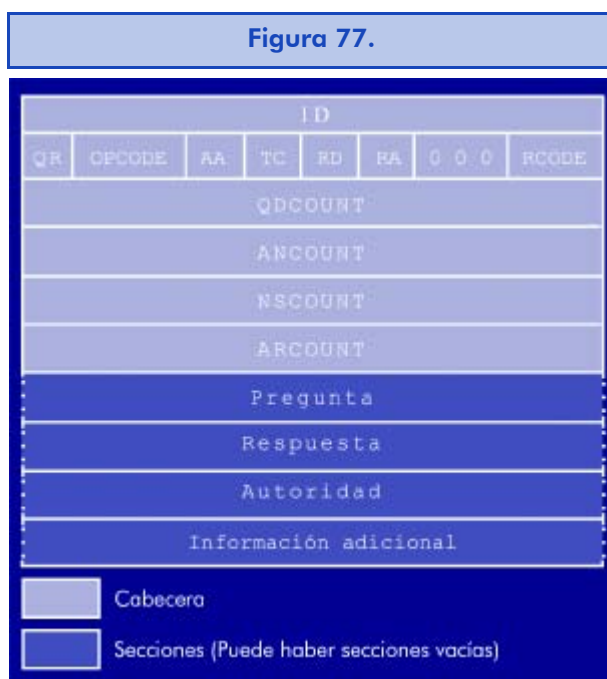 Figura 77.
ID
QR OPCODE AA TC RD RA 0 0 0 RCODE
QDCOUNT
ANCOUNT
NSCOUNT
ARCOUNT
Pregunta
Respuesta
Autoridad
Información adicional
Cabecera
Secciones (Puede haber secciones vacías)